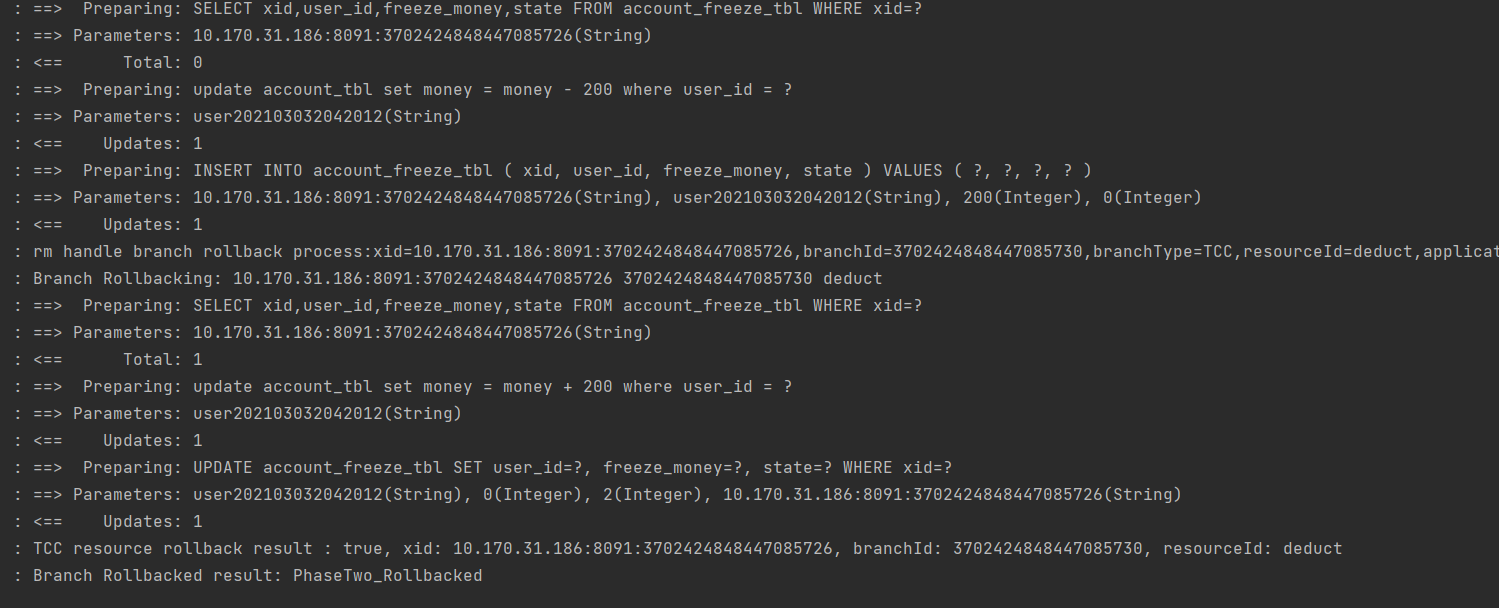 : ==>  Preparing: SELECT xid,user_id,freeze_money,state FROM account_freeze_tbl WHERE xid=?
: ==> Parameters: 10.170.31.186:8091:3702424848447085726(String)
: <==      Total: 0
: ==>  Preparing: update account_tbl set money = money - 200 where user_id = ?
: ==> Parameters: user202103032042012(String)
: <==    Updates: 1
: ==>  Preparing: INSERT INTO account_freeze_tbl ( xid, user_id, freeze_money, state ) VALUES ( ?, ?, ?, ? )
: ==> Parameters: 10.170.31.186:8091:3702424848447085726(String), user202103032042012(String), 200(Integer), 0(Integer)
: <==    Updates: 1
: rm handle branch rollback process:xid=10.170.31.186:8091:3702424848447085726,branchId=3702424848447085730,branchType=TCC,resourceId=deduct,applicat
: Branch Rollbacking: 10.170.31.186:8091:3702424848447085726 3702424848447085730 deduct
: ==>  Preparing: SELECT xid,user_id,freeze_money,state FROM account_freeze_tbl WHERE xid=?
: ==> Parameters: 10.170.31.186:8091:3702424848447085726(String)
: <==      Total: 1
: ==>  Preparing: update account_tbl set money = money + 200 where user_id = ?
: ==> Parameters: user202103032042012(String)
: <==    Updates: 1
: ==>  Preparing: UPDATE account_freeze_tbl SET user_id=?, freeze_money=?, state=? WHERE xid=?
: ==> Parameters: user202103032042012(String), 0(Integer), 2(Integer), 10.170.31.186:8091:3702424848447085726(String)
: <==    Updates: 1
: TCC resource rollback result : true, xid: 10.170.31.186:8091:3702424848447085726, branchId: 3702424848447085730, resourceId: deduct
: Branch Rollbacked result: PhaseTwo_Rollbacked